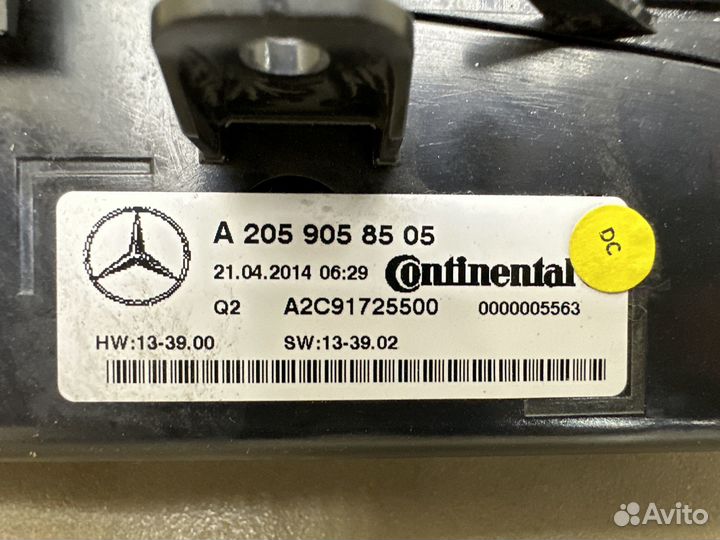 A 205 905 85 05
21.04.2014 06:29 Continental
DC
Q2 A2C91725500 0000005563
HW:13-39.00 SW:13-39.02
Avito